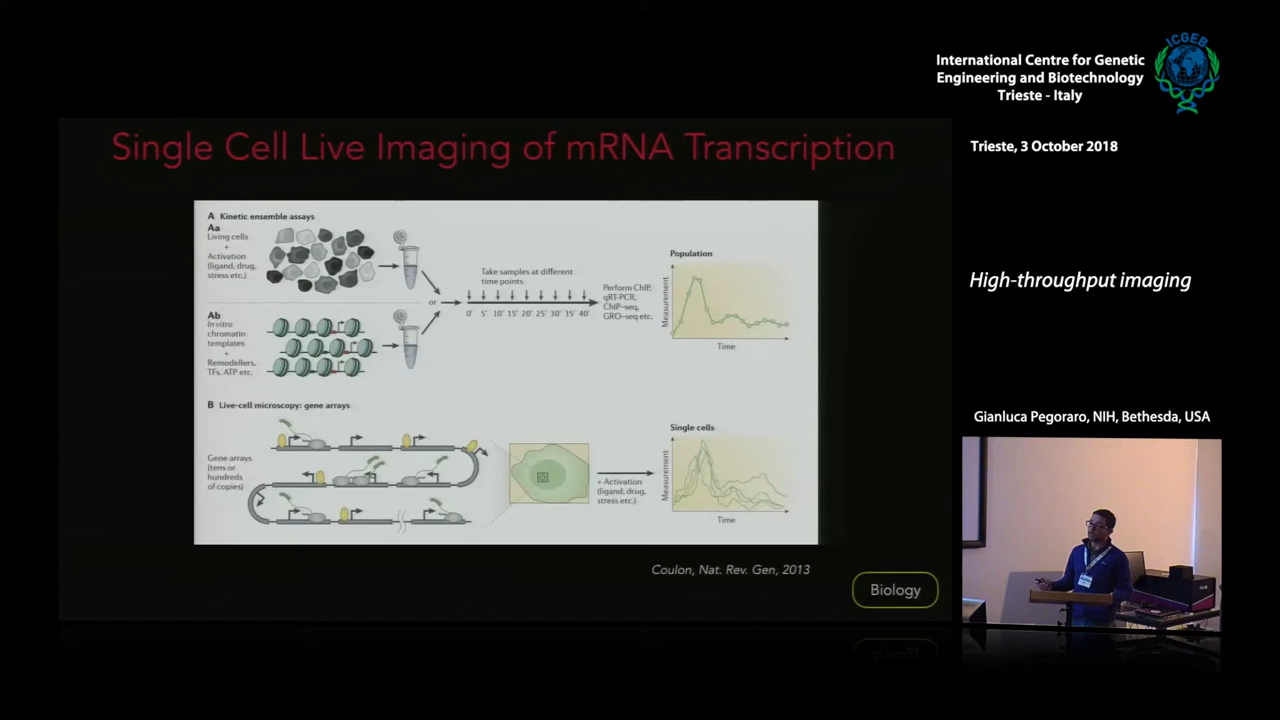 International Centre for Genetic
Engineering and Biotechnology
Trieste - Italy
ICGEB
Trieste, 3 October 2018
High-throughput imaging
Gianluca Pegoraro, NIH, Bethesda, USA
Single Cell Live Imaging of mRNA Transcription
A Kinetic ensemble assays
Aa
Living cells
+
Activation
(ligand, drug,
stress etc.)
Ab
In vitro
chromatin
templates
+
Remodellers,
TFs, ATP etc.
or
Take samples at different
time points
0' 5' 10' 15' 20' 25' 30' 35' 40'
Perform ChIP,
qRT-PCR,
ChIP-seq,
GRO-seq etc.
Population
Measurement
Time
B Live-cell microscopy: gene arrays
Gene arrays
(tens or
hundreds
of copies)
+ Activation
(ligand, drug,
stress etc.)
Single cells
Measurement
Time
Coulon, Nat. Rev. Gen, 2013
Biology